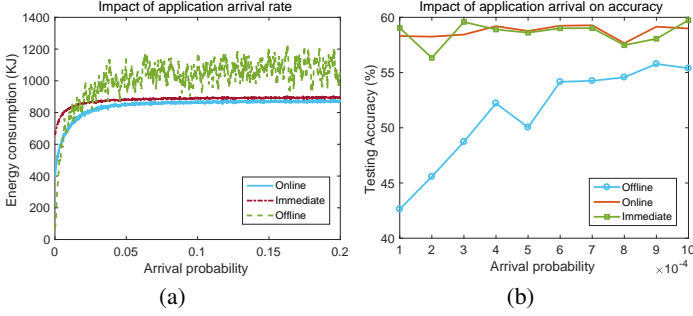 Impact of application arrival rate
1400
1200
1000
800
600
400
200
0
Energy consumption (KJ)
Online
Immediate
Offline
0 0.05 0.1 0.15 0.2
Arrival probability
(a)
Impact of application arrival on accuracy
60
55
50
45
40
Testing Accuracy (%)
Offline
Online
Immediate
1 2 3 4 5 6 7 8 9 10
Arrival probability ×10⁻⁴
(b)